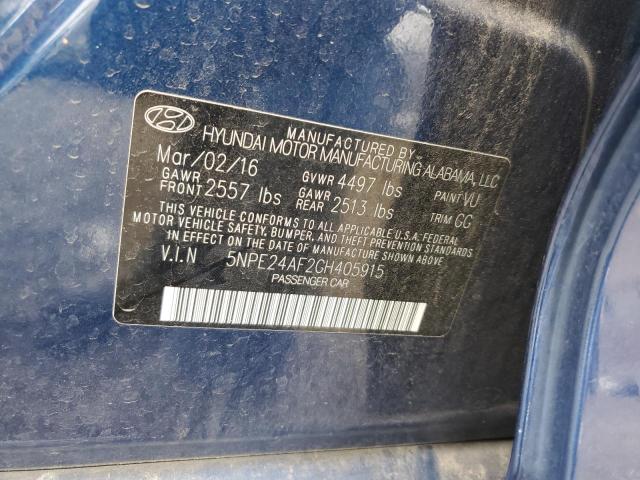 MANUFACTURED BY
HYUNDAI MOTOR MANUFACTURING ALABAMA, LLC
Mar/02/16 GVWR 4497 lbs PAINT VU
GAWR FRONT 2557 lbs GAWR REAR 2513 lbs TRIM GG
THIS VEHICLE CONFORMS TO ALL APPLICABLE U.S. FEDERAL
MOTOR VEHICLE SAFETY, BUMPER, AND THEFT PREVENTION STANDARDS
IN EFFECT ON THE DATE OF MANUFACTURE SHOWN ABOVE.
V.I.N 5NPE24AF2GH405915
PASSENGER CAR